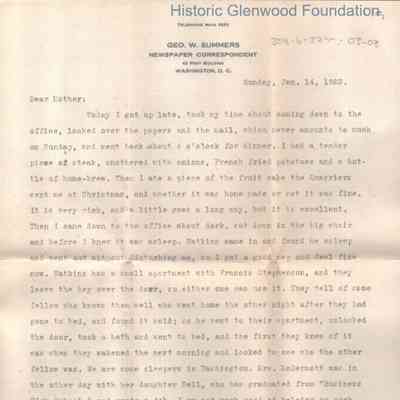 Historic Glenwood Foundation,
TELEPHONE MAIN
GEO. W. SUMMERS
NEWSPAPER CORRESPONDENT
POST BUILDING
WASHINGTON, D. C.
Sunday, Jan. 14, 1923.
Dear Mother:
Today I got up late, took my time about coming down to the
office, looked over the papers and the mail, which never amounts to much
on Sunday, and went back about 2 o'clock for dinner. I had a tender
piece of steak, smothered with onions, French fried potatoes and a bot-
tle of home-brew. Then I ate a piece of the fruit cake the
sent me at Christmas, and whether it was home made or not it was fine.
It is very rich, and a little goes a long way, but it is excellent.
Then I came down to the office about dark, sat down in the big chair
and before I knew it was asleep. Watkins came in and found me asleep
and went out without disturbing me, so I got a good nap and feel fine
now. Watkins has a small apartment with Francis Stephenson, and they
leave the key over the door, so either one can use it. They tell of some
fellow who knows them well who went home the other night after they had
gone to bed, and found it cold; so he went to their apartment, unlocked
the door, took a bath and went to bed, and the first they knew of it
was when they wakened the next morning and looked to see who the other
fellow was. We are some sleepers in Washington. Mrs. was in
the other day with her daughter Nell, who has graduated from "Business